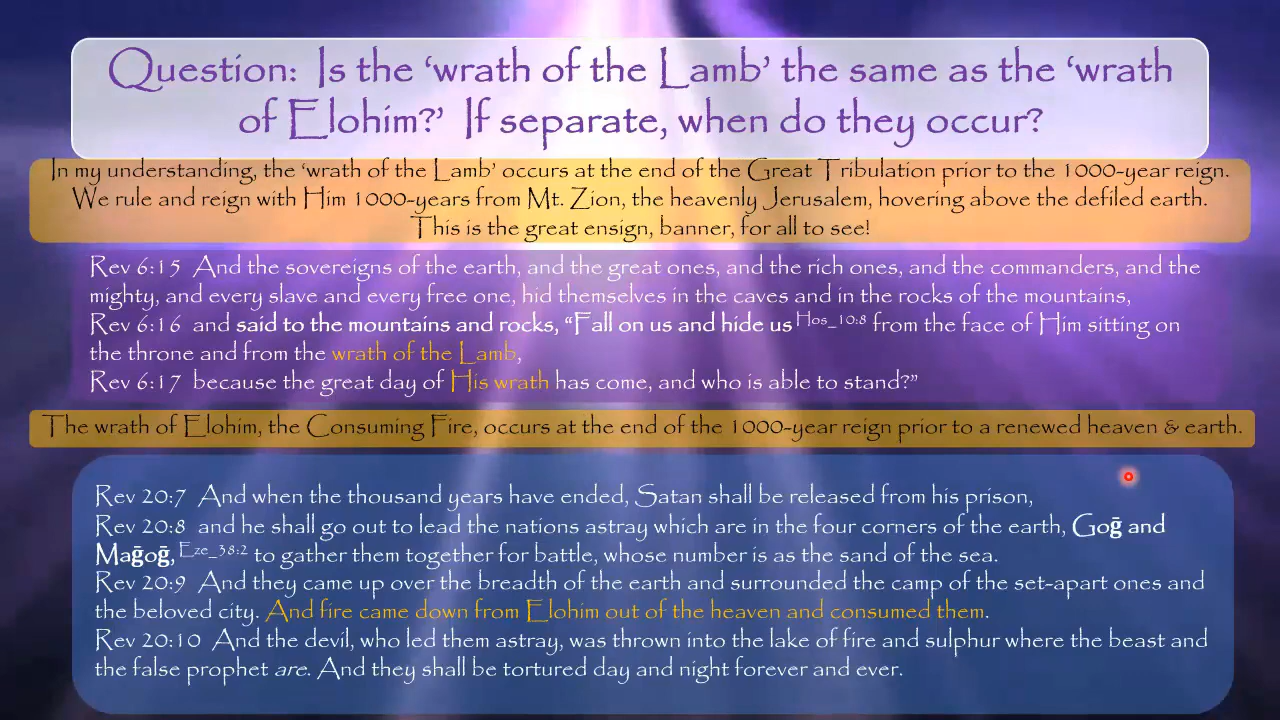 Question:  Is the ‘wrath of the Lamb’ the same as the ‘wrath
of Elohim?’  If separate, when do they occur?
In my understanding, the ‘wrath of the Lamb’ occurs at the end of the Great Tribulation prior to the 1000-year reign.
We rule and reign with Him 1000-years from Mt. Zion, the heavenly Jerusalem, hovering above the defiled earth.
This is the great ensign, banner, for all to see!
Rev 6:15  And the sovereigns of the earth, and the great ones, and the rich ones, and the commanders, and the
mighty, and every slave and every free one, hid themselves in the caves and in the rocks of the mountains,
Rev 6:16  and said to the mountains and rocks, “Fall on us and hide us Hos_10:8 from the face of Him sitting on
the throne and from the wrath of the Lamb,
Rev 6:17  because the great day of His wrath has come, and who is able to stand?”
The wrath of Elohim, the Consuming Fire, occurs at the end of the 1000-year reign prior to a renewed heaven & earth.
Rev 20:7  And when the thousand years have ended, Satan shall be released from his prison,
Rev 20:8  and he shall go out to lead the nations astray which are in the four corners of the earth, Goḡ and
Maḡoḡ, Eze_38:2 to gather them together for battle, whose number is as the sand of the sea.
Rev 20:9  And they came up over the breadth of the earth and surrounded the camp of the set-apart ones and
the beloved city. And fire came down from Elohim out of the heaven and consumed them.
Rev 20:10  And the devil, who led them astray, was thrown into the lake of fire and sulphur where the beast and
the false prophet are. And they shall be tortured day and night forever and ever.